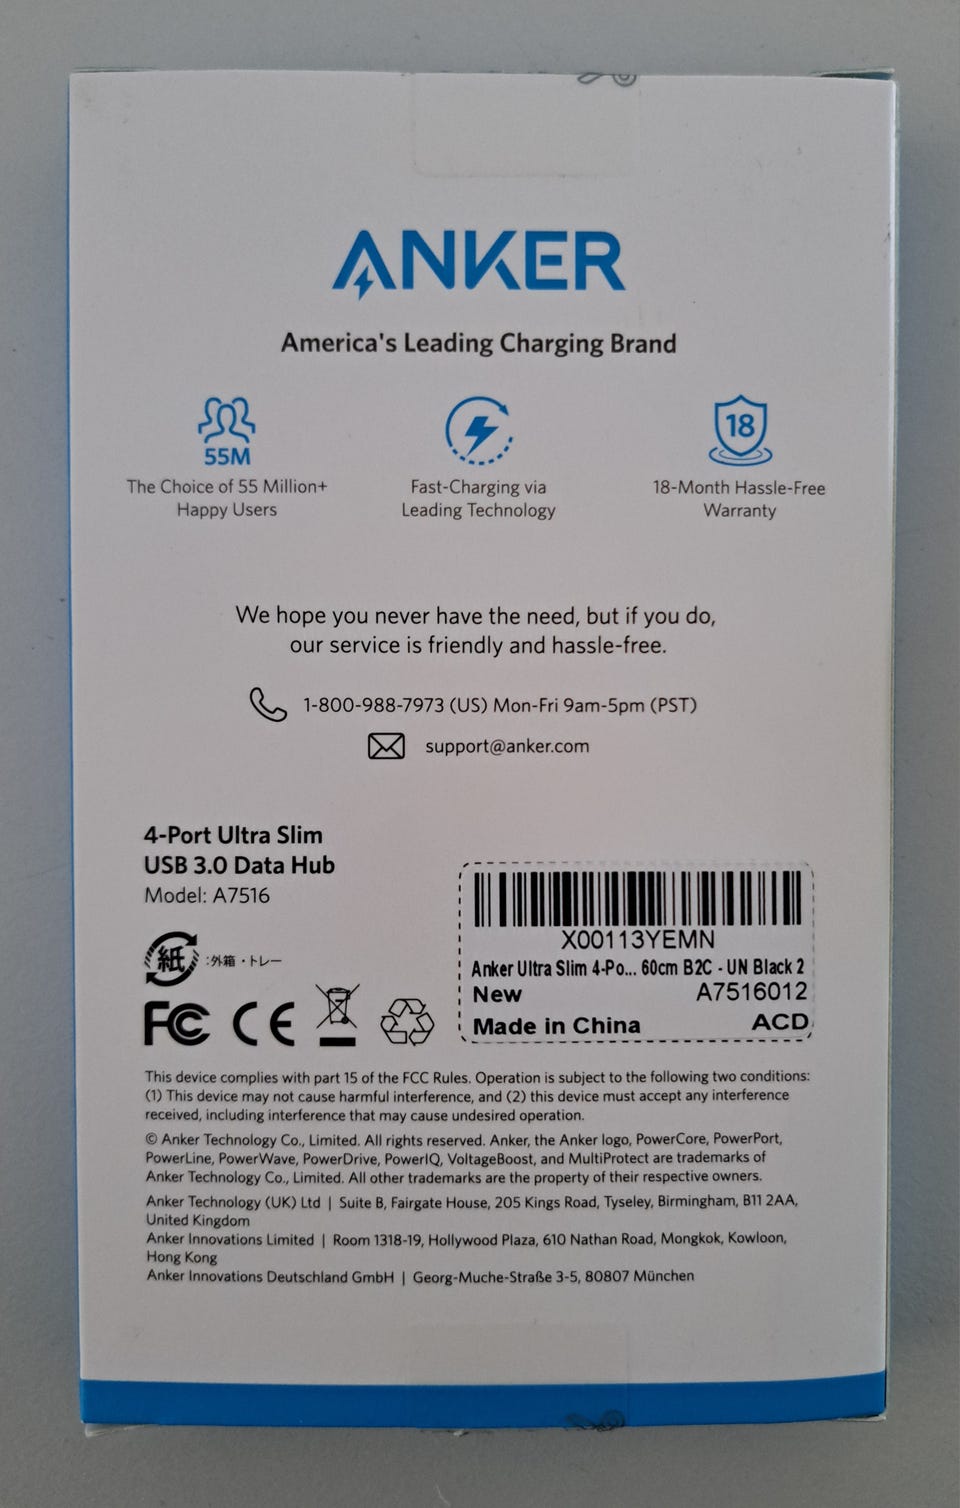 ANKER
America's Leading Charging Brand
55M
The Choice of 55 Million+
Happy Users
Fast-Charging via
Leading Technology
18
18-Month Hassle-Free
Warranty
We hope you never have the need, but if you do,
our service is friendly and hassle-free.
1-800-988-7973 (US) Mon-Fri 9am-5pm (PST)
support@anker.com
4-Port Ultra Slim
USB 3.0 Data Hub
Model: A7516
紙 :外箱・トレー
FC CE
X00113YEMN
Anker Ultra Slim 4-Po... 60cm B2C - UN Black 2
New A7516012
Made in China ACD
This device complies with part 15 of the FCC Rules. Operation is subject to the following two conditions:
(1) This device may not cause harmful interference, and (2) this device must accept any interference
received, including interference that may cause undesired operation.
© Anker Technology Co., Limited. All rights reserved. Anker, the Anker logo, PowerCore, PowerPort,
PowerLine, PowerWave, PowerDrive, PowerIQ, VoltageBoost, and MultiProtect are trademarks of
Anker Technology Co., Limited. All other trademarks are the property of their respective owners.
Anker Technology (UK) Ltd | Suite B, Fairgate House, 205 Kings Road, Tyseley, Birmingham, B11 2AA,
United Kingdom
Anker Innovations Limited | Room 1318-19, Hollywood Plaza, 610 Nathan Road, Mongkok, Kowloon,
Hong Kong
Anker Innovations Deutschland GmbH | Georg-Muche-Straße 3-5, 80807 München